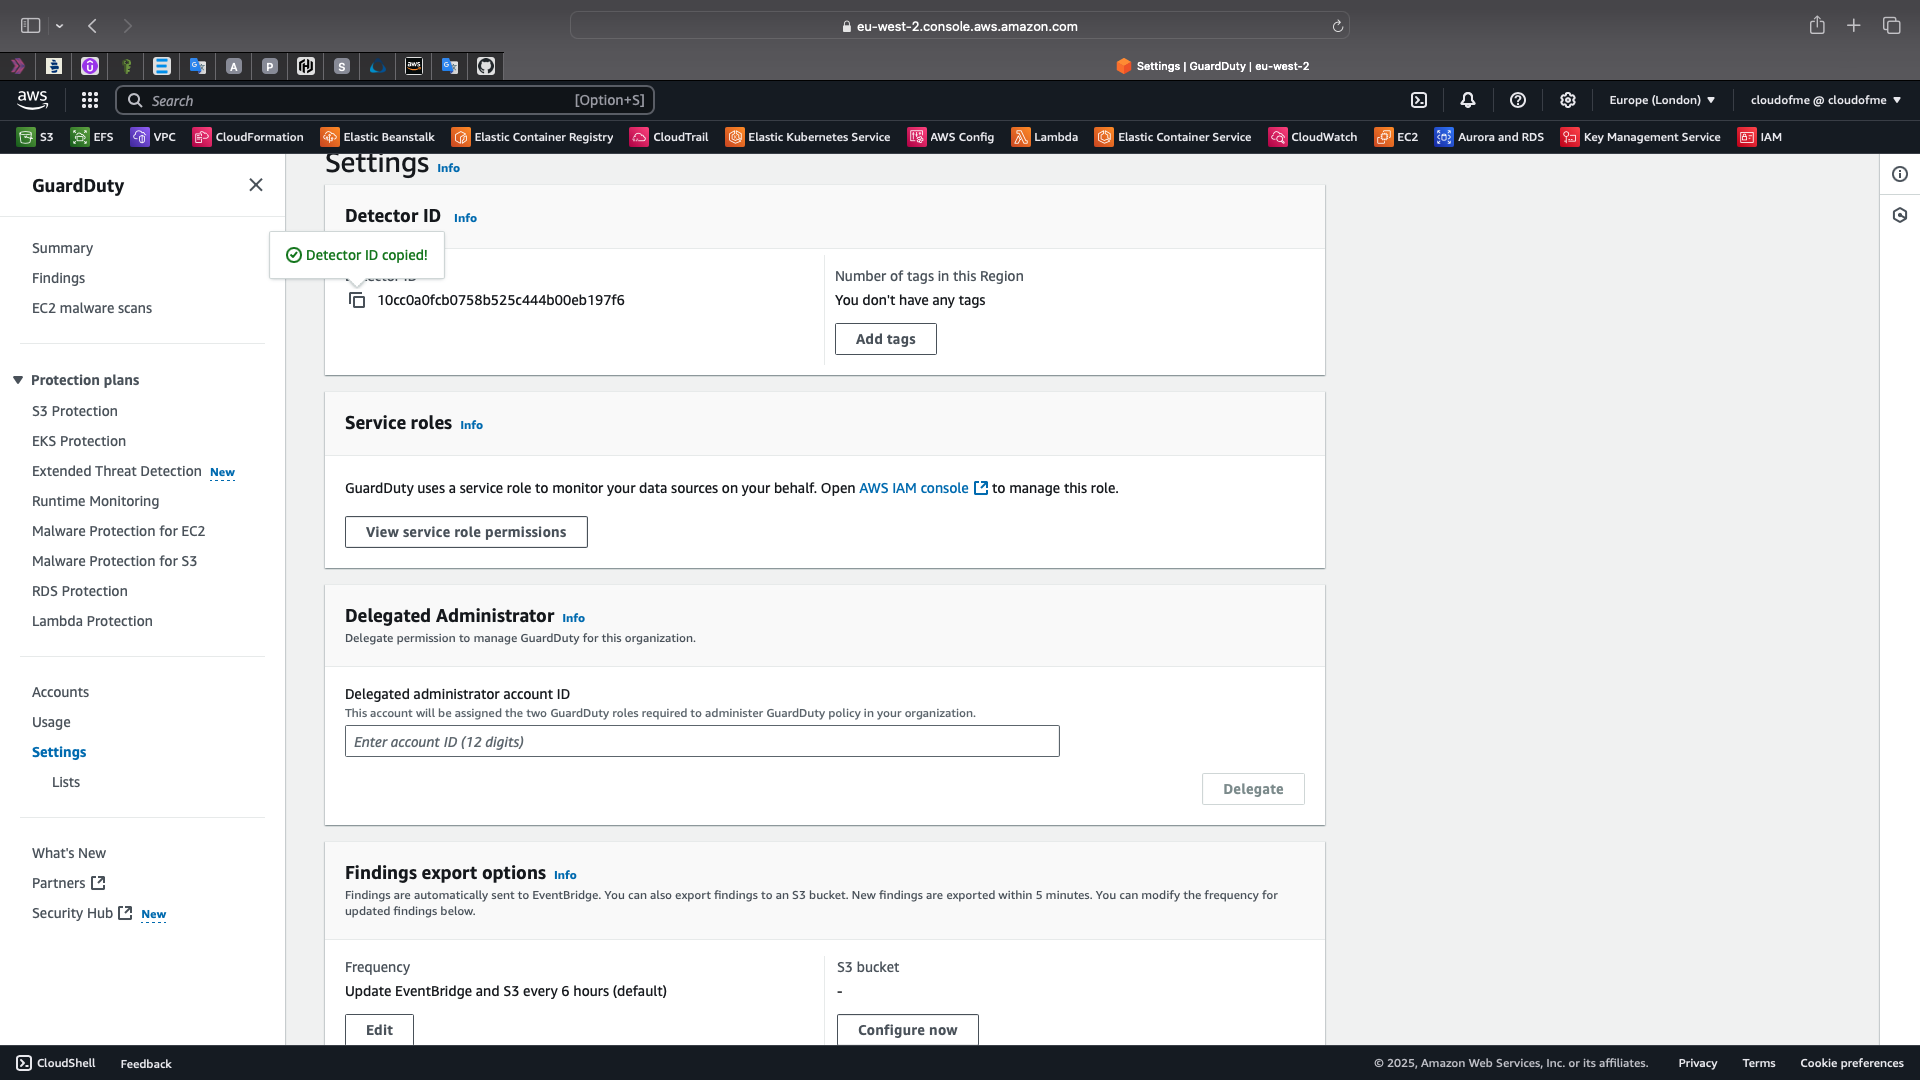 eu-west-2.console.aws.amazon.com
A
P
S
aws
Settings | GuardDuty | eu-west-2
aws
Search
[Option+S]
Europe (London)
cloudofme @ cloudofme
S3
EFS
VPC
CloudFormation
Elastic Beanstalk
Elastic Container Registry
CloudTrail
Elastic Kubernetes Service
AWS Config
Lambda
Elastic Container Service
CloudWatch
EC2
Aurora and RDS
Key Management Service
IAM
GuardDuty
Summary
Findings
EC2 malware scans
Protection plans
S3 Protection
EKS Protection
Extended Threat Detection New
Runtime Monitoring
Malware Protection for EC2
Malware Protection for S3
RDS Protection
Lambda Protection
Accounts
Usage
Settings
Lists
What's New
Partners
Security Hub New
Settings Info
Detector ID Info
Detector ID copied!
10cc0a0fcb0758b525c444b00eb197f6
Number of tags in this Region
You don't have any tags
Add tags
Service roles Info
GuardDuty uses a service role to monitor your data sources on your behalf. Open AWS IAM console to manage this role.
View service role permissions
Delegated Administrator Info
Delegate permission to manage GuardDuty for this organization.
Delegated administrator account ID
This account will be assigned the two GuardDuty roles required to administer GuardDuty policy in your organization.
Enter account ID (12 digits)
Delegate
Findings export options Info
Findings are automatically sent to EventBridge. You can also export findings to an S3 bucket. New findings are exported within 5 minutes. You can modify the frequency for
updated findings below.
Frequency
Update EventBridge and S3 every 6 hours (default)
Edit
S3 bucket
-
Configure now
CloudShell
Feedback
© 2025, Amazon Web Services, Inc. or its affiliates.
Privacy
Terms
Cookie preferences